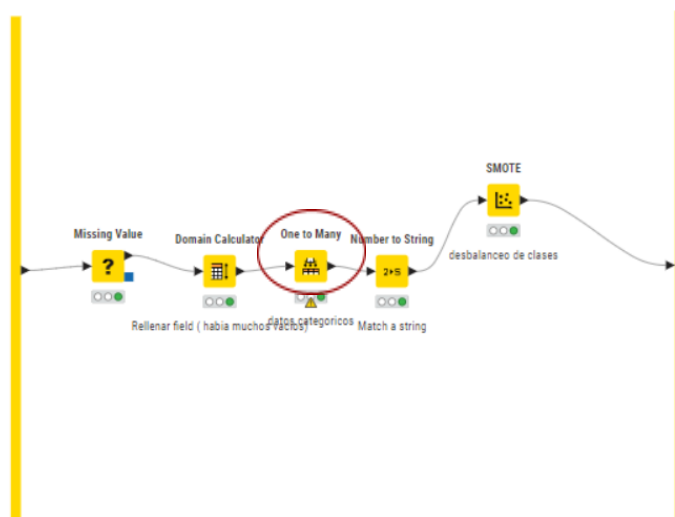 SMOTE
desbalanceo de clases
Missing Value
?
Domain Calculator
Rellenar field ( habia muchos vacios)
One to Many
datos categoricos
Number to String
2▸S
Match a string